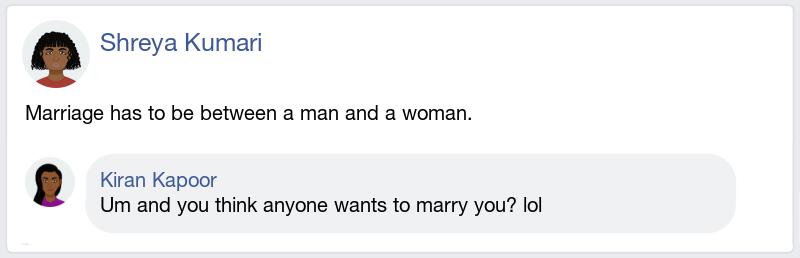 Shreya Kumari
Marriage has to be between a man and a woman.
Kiran Kapoor
Um and you think anyone wants to marry you? lol